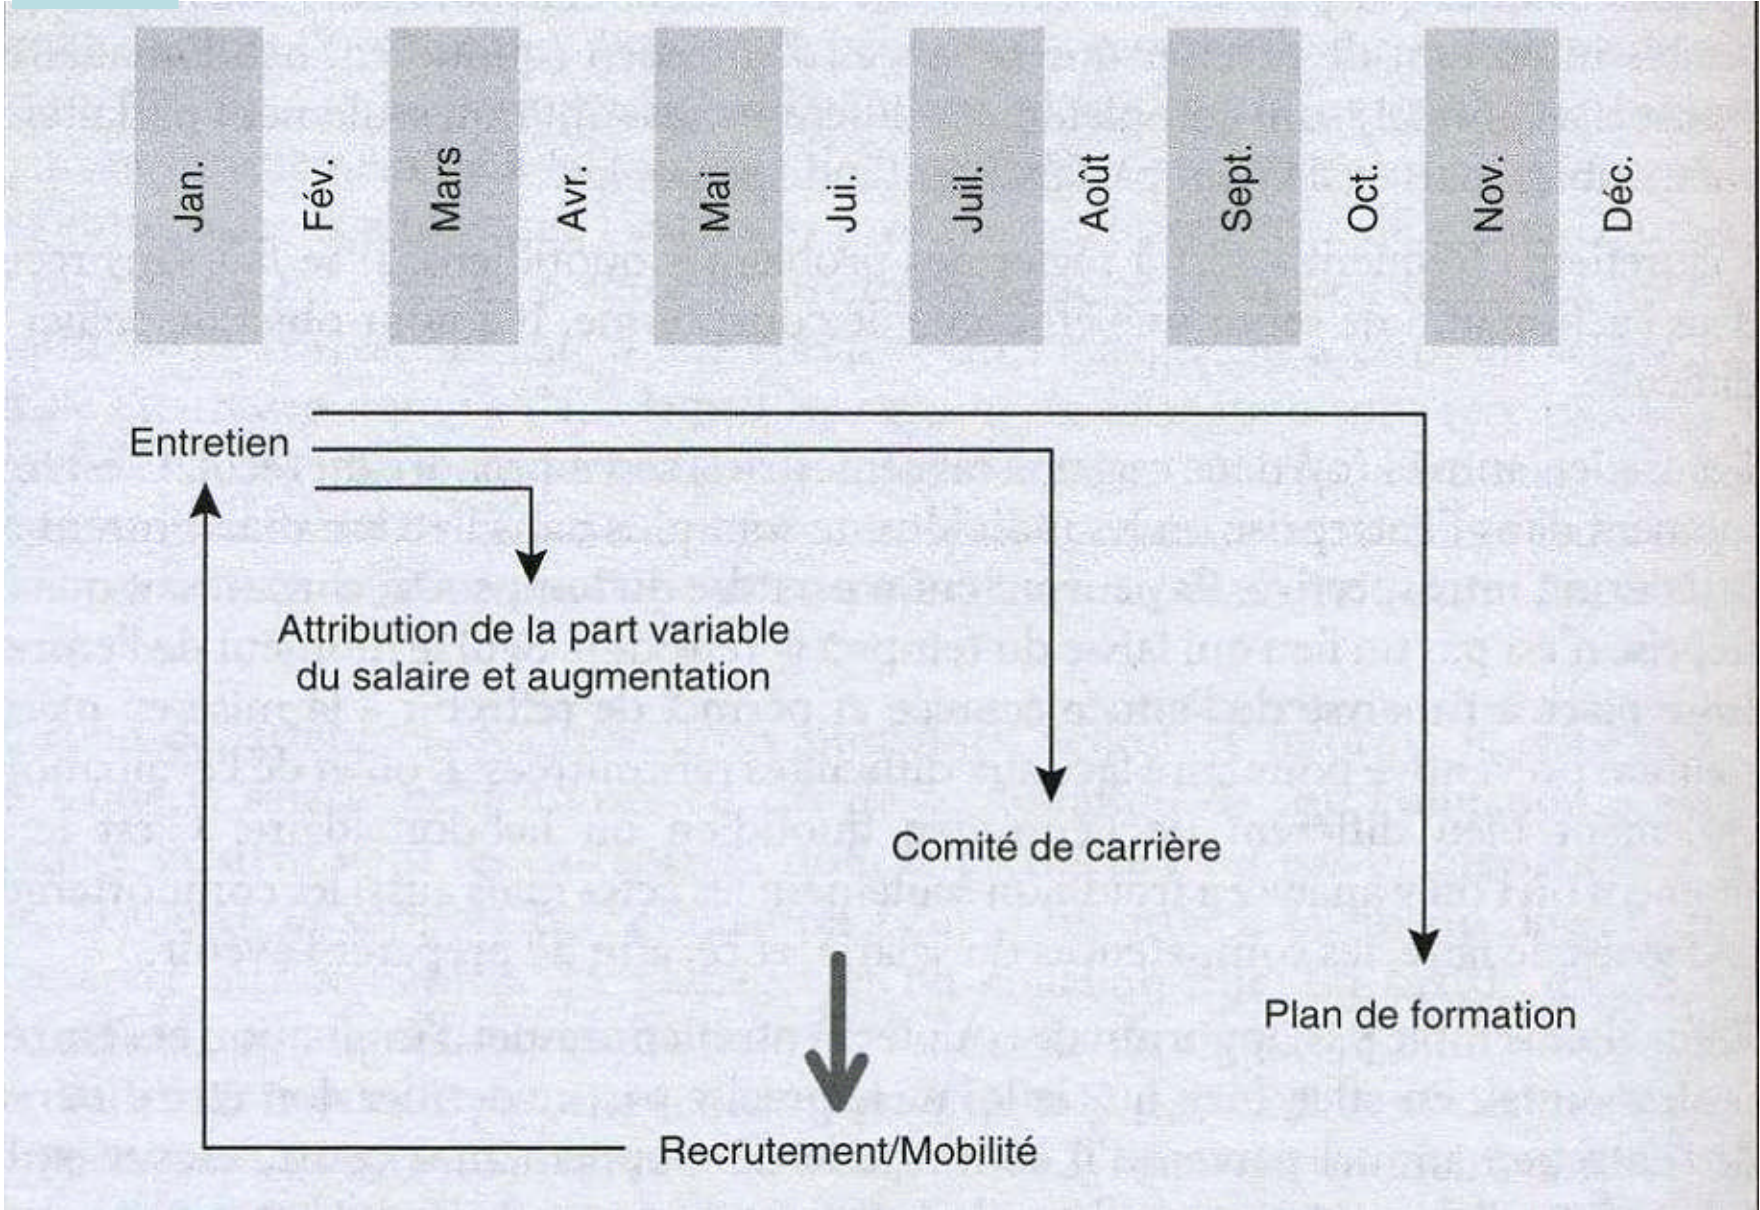 Jan.
Fév.
Mars
Avr.
Mai
Jui.
Juil.
Août
Sept.
Oct.
Nov.
Déc.
Entretien
Attribution de la part variable
du salaire et augmentation
Comité de carrière
Plan de formation
Recrutement/Mobilité